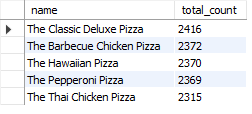 name total_count
The Classic Deluxe Pizza 2416
The Barbecue Chicken Pizza 2372
The Hawaiian Pizza 2370
The Pepperoni Pizza 2369
The Thai Chicken Pizza 2315